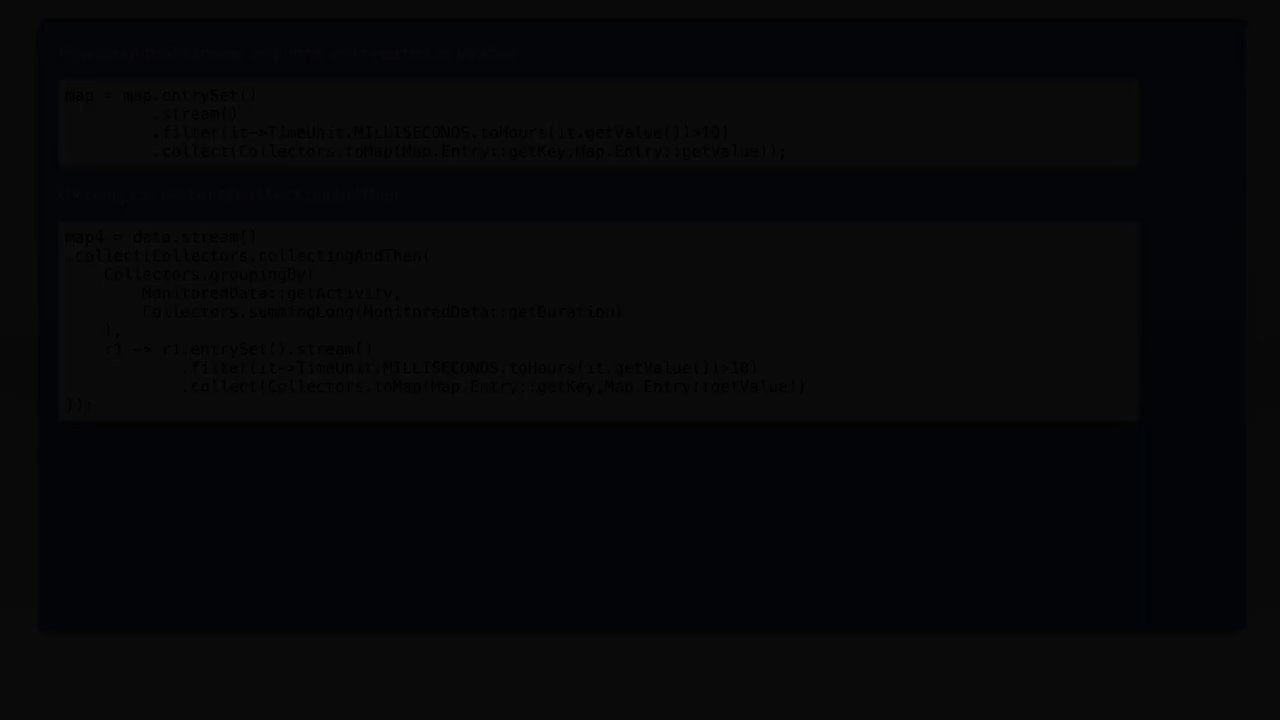 map = map.entrySet()
         .stream()
         .filter(it->TimeUnit.MILLISECONDS.toHours(it.getValue())>10)
         .collect(Collectors.toMap(Map.Entry::getKey,Map.Entry::getValue));
map4 = data.stream()
.collect(Collectors.collectingAndThen(
    Collectors.groupingBy(
        MonitoredData::getActivity,
        Collectors.summingLong(MonitoredData::getDuration)
    ),
    r1 -> r1.entrySet().stream()
            .filter(it->TimeUnit.MILLISECONDS.toHours(it.getValue())>10)
            .collect(Collectors.toMap(Map.Entry::getKey,Map.Entry::getValue))
));